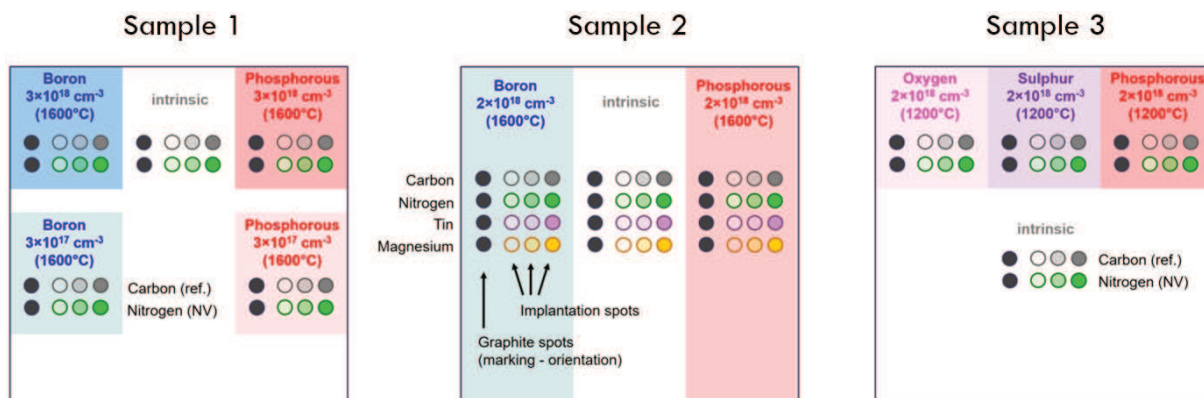 Sample 1
Boron
3×10¹⁸ cm⁻³
(1600°C)
intrinsic
Phosphorous
3×10¹⁸ cm⁻³
(1600°C)
Boron
3×10¹⁷ cm⁻³
(1600°C)
Carbon (ref.)
Nitrogen (NV)
Phosphorous
3×10¹⁷ cm⁻³
(1600°C)
Sample 2
Boron
2×10¹⁸ cm⁻³
(1600°C)
intrinsic
Phosphorous
2×10¹⁸ cm⁻³
(1600°C)
Carbon
Nitrogen
Tin
Magnesium
Implantation spots
Graphite spots
(marking - orientation)
Sample 3
Oxygen
2×10¹⁸ cm⁻³
(1200°C)
Sulphur
2×10¹⁸ cm⁻³
(1200°C)
Phosphorous
2×10¹⁸ cm⁻³
(1200°C)
intrinsic
Carbon (ref.)
Nitrogen (NV)